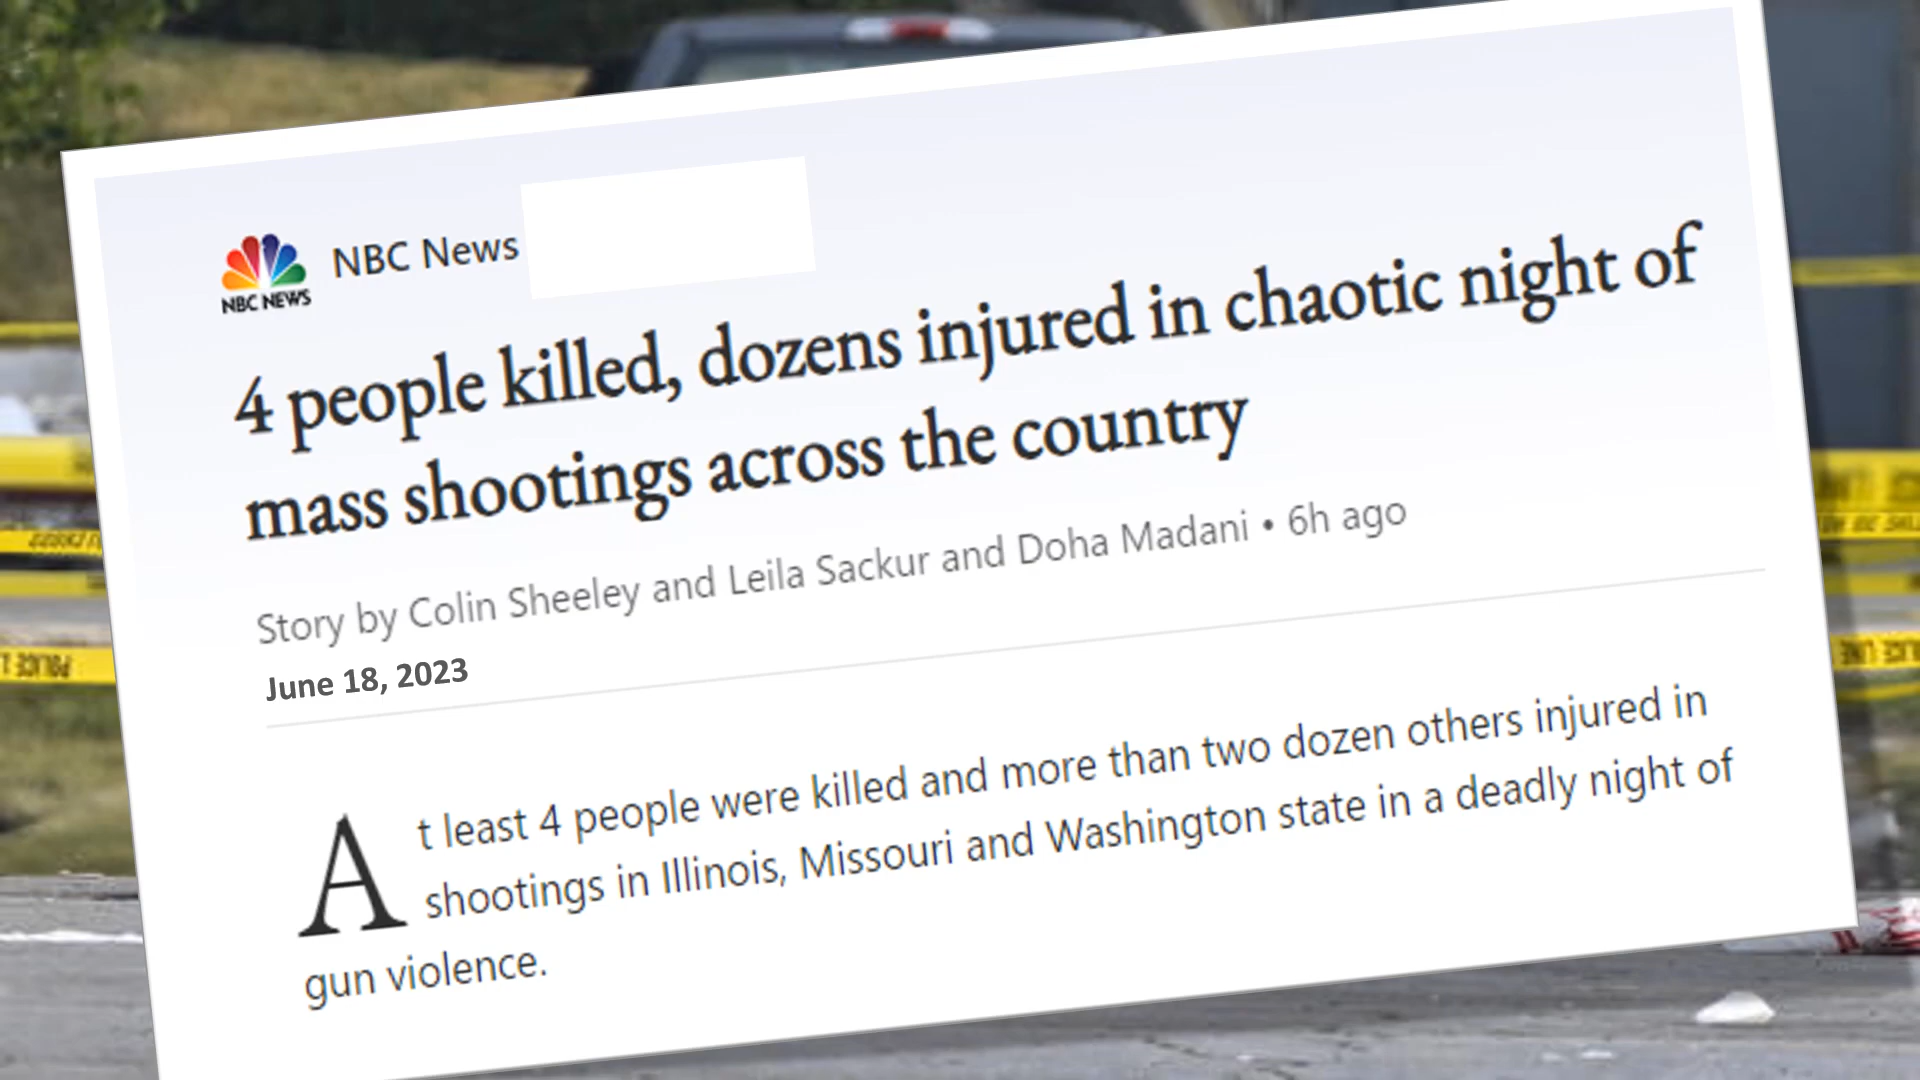 NBC NEWS
NBC News
4 people killed, dozens injured in chaotic night of
mass shootings across the country
Story by Colin Sheeley and Leila Sackur and Doha Madani • 6h ago
June 18, 2023
At least 4 people were killed and more than two dozen others injured in
shootings in Illinois, Missouri and Washington state in a deadly night of
gun violence.